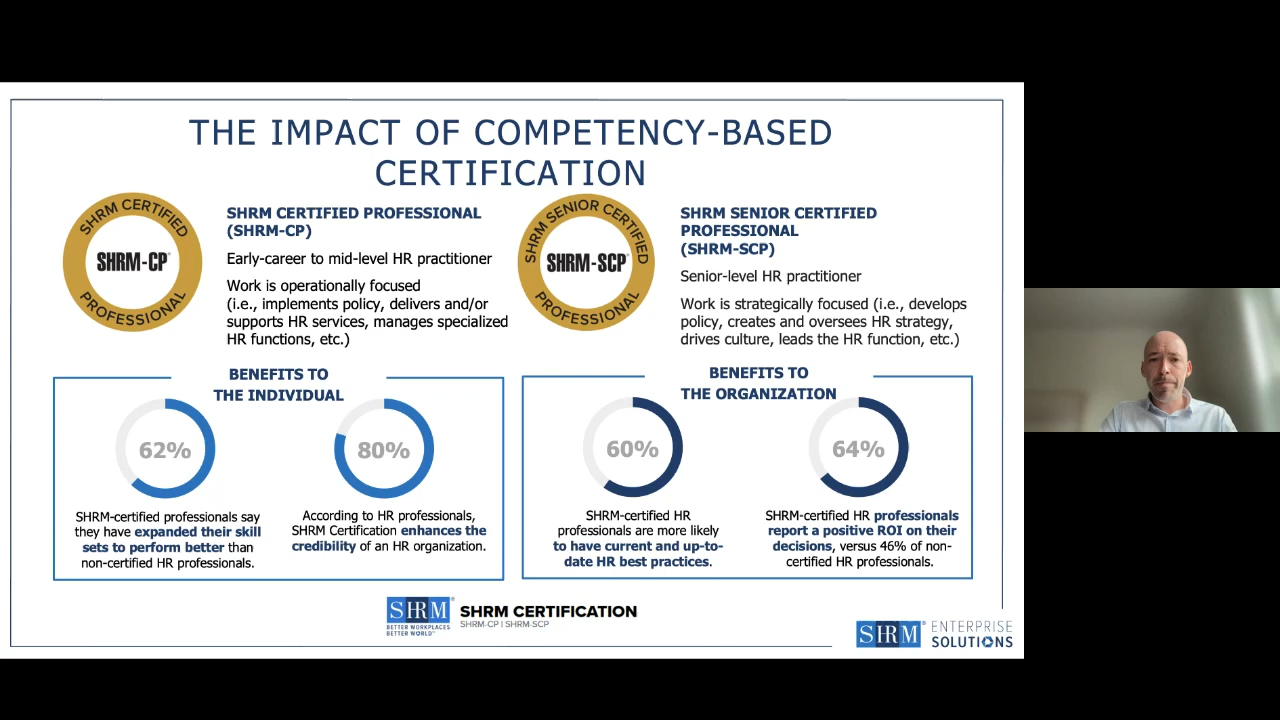 THE IMPACT OF COMPETENCY-BASED
CERTIFICATION
SHRM CERTIFIED
SHRM-CP®
PROFESSIONAL
SHRM CERTIFIED PROFESSIONAL
(SHRM-CP)
Early-career to mid-level HR practitioner
Work is operationally focused
(i.e., implements policy, delivers and/or
supports HR services, manages specialized
HR functions, etc.)
SHRM SENIOR CERTIFIED
SHRM-SCP®
PROFESSIONAL
SHRM SENIOR CERTIFIED
PROFESSIONAL
(SHRM-SCP)
Senior-level HR practitioner
Work is strategically focused (i.e., develops
policy, creates and oversees HR strategy,
drives culture, leads the HR function, etc.)
BENEFITS TO
THE INDIVIDUAL
62%
SHRM-certified professionals say
they have expanded their skill
sets to perform better than
non-certified HR professionals.
80%
According to HR professionals,
SHRM Certification enhances the
credibility of an HR organization.
BENEFITS TO
THE ORGANIZATION
60%
SHRM-certified HR
professionals are more likely
to have current and up-to-
date HR best practices.
64%
SHRM-certified HR professionals
report a positive ROI on their
decisions, versus 46% of non-
certified HR professionals.
SHRM®
BETTER WORKPLACES
BETTER WORLD™
SHRM CERTIFICATION
SHRM-CP | SHRM-SCP
SHRM®
ENTERPRISE
SOLUTIONS